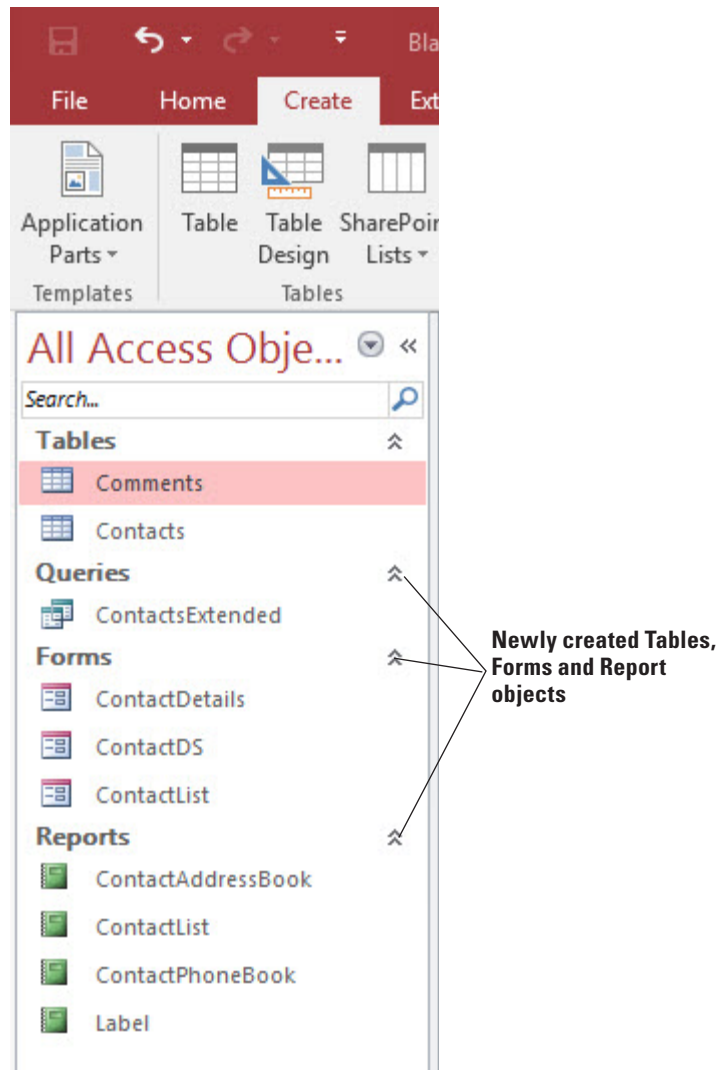 Bla
File Home Create Ext
Application Parts
Table
Table Design
SharePoin
Lists
Templates
Tables
All Access Obje...
Search...
Tables
Comments
Contacts
Queries
ContactsExtended
Forms
ContactDetails
ContactDS
ContactList
Reports
ContactAddressBook
ContactList
ContactPhoneBook
Label
Newly created Tables,
Forms and Report
objects